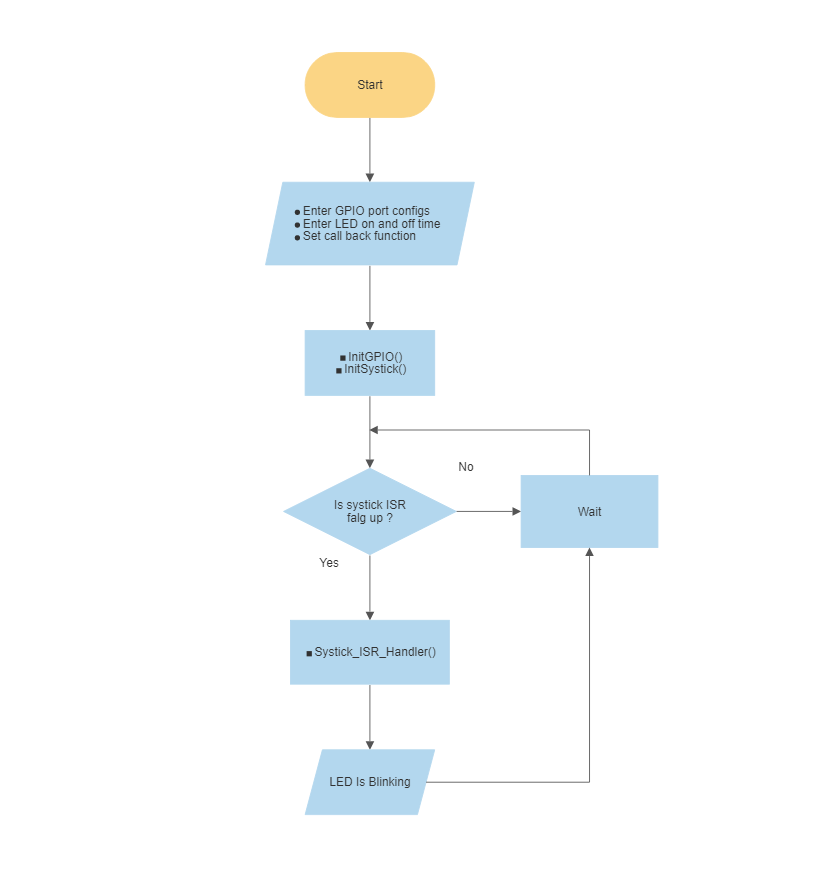 Start
● Enter GPIO port configs
● Enter LED on and off time
● Set call back function
■ InitGPIO()
■ InitSystick()
No
Is systick ISR
falg up ?
Wait
Yes
■ Systick_ISR_Handler()
LED Is Blinking